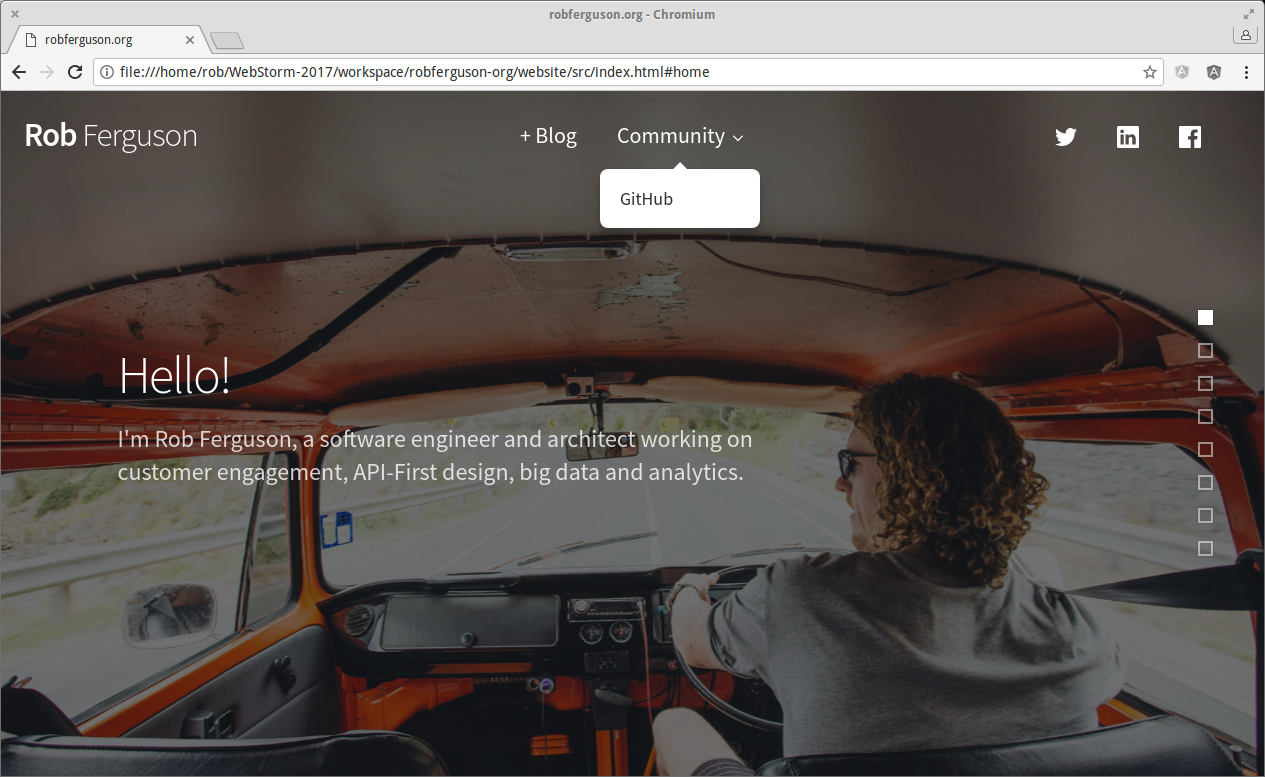 robferguson.org - Chromium
robferguson.org
file:///home/rob/WebStorm-2017/workspace/robferguson-org/website/src/index.html#home
Rob Ferguson
+ Blog
Community
GitHub
Hello!
I'm Rob Ferguson, a software engineer and architect working on
customer engagement, API-First design, big data and analytics.